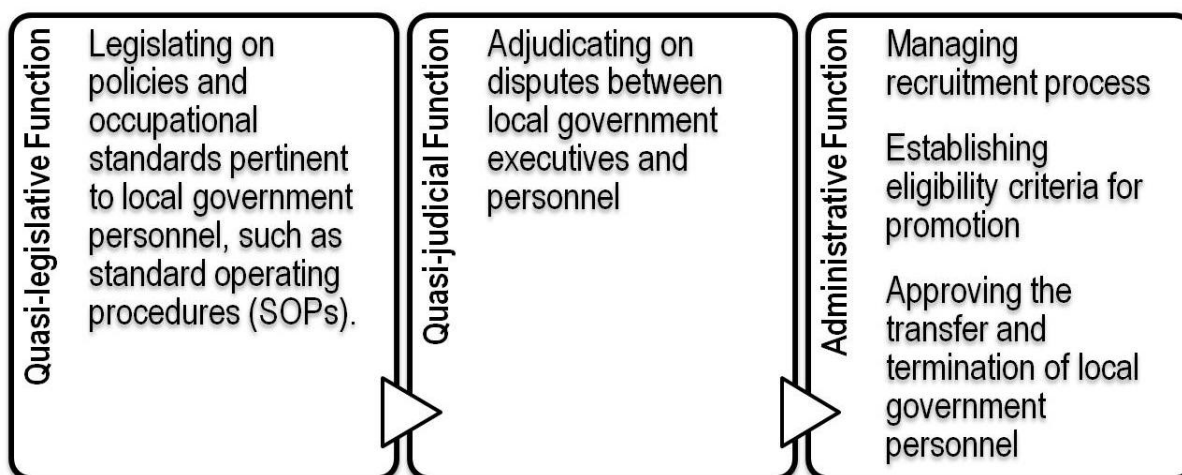 Quasi-legislative Function
Legislating on
policies and
occupational
standards pertinent
to local government
personnel, such as
standard operating
procedures (SOPs).
Quasi-judicial Function
Adjudicating on
disputes between
local government
executives and
personnel
Administrative Function
Managing
recruitment process
Establishing
eligibility criteria for
promotion
Approving the
transfer and
termination of local
government
personnel